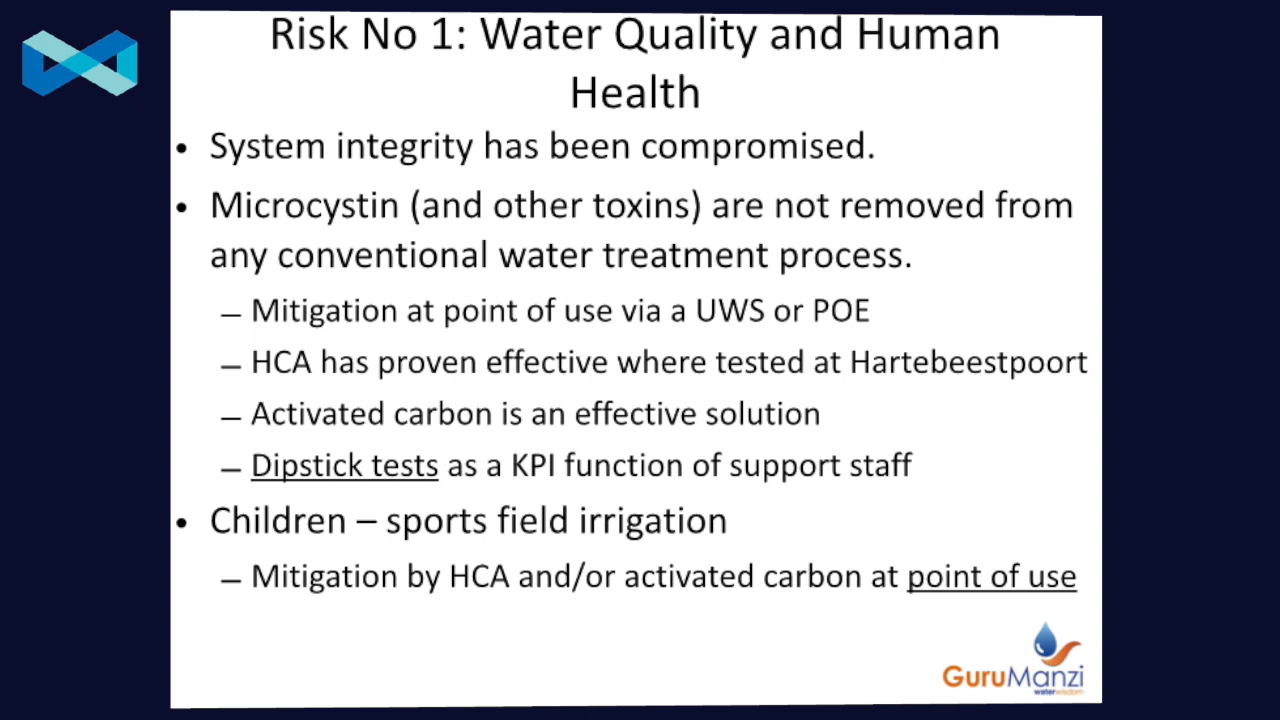 Risk No 1: Water Quality and Human
Health
• System integrity has been compromised.
• Microcystin (and other toxins) are not removed from
any conventional water treatment process.
– Mitigation at point of use via a UWS or POE
– HCA has proven effective where tested at Hartebeestpoort
– Activated carbon is an effective solution
– Dipstick tests as a KPI function of support staff
• Children – sports field irrigation
– Mitigation by HCA and/or activated carbon at point of use
GuruManzi
waterwisdom